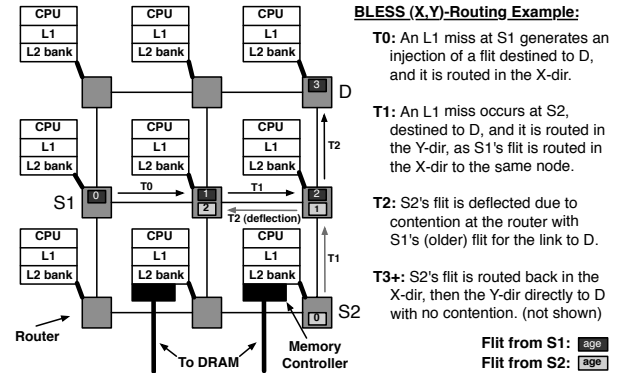 CPU CPU CPU
L1 L1 L1
L2 bank L2 bank L2 bank
3
D
T2
CPU CPU CPU
L1 L1 L1
L2 bank L2 bank L2 bank
S1
0
T0
1
2
T1
T2 (deflection)
2
1
CPU CPU CPU
L1 L1 L1
L2 bank L2 bank L2 bank
T1
S2
0
Router
To DRAM
Memory
Controller
BLESS (X,Y)-Routing Example:
T0: An L1 miss at S1 generates an
injection of a flit destined to D,
and it is routed in the X-dir.
T1: An L1 miss occurs at S2,
destined to D, and it is routed in
the Y-dir, as S1's flit is routed in
the X-dir to the same node.
T2: S2's flit is deflected due to
contention at the router with
S1's (older) flit for the link to D.
T3+: S2's flit is routed back in the
X-dir, then the Y-dir directly to D
with no contention. (not shown)
Flit from S1: age
Flit from S2: age